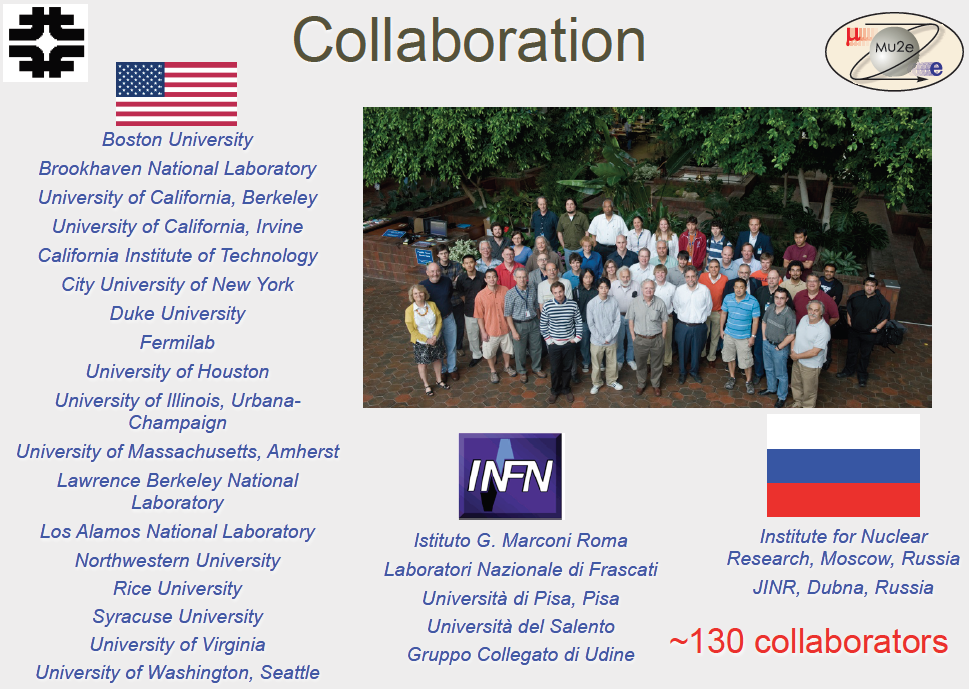 Collaboration
μ
Mu2e
e
Boston University
Brookhaven National Laboratory
University of California, Berkeley
University of California, Irvine
California Institute of Technology
City University of New York
Duke University
Fermilab
University of Houston
University of Illinois, Urbana-
Champaign
University of Massachusetts, Amherst
Lawrence Berkeley National
Laboratory
Los Alamos National Laboratory
Northwestern University
Rice University
Syracuse University
University of Virginia
University of Washington, Seattle
INFN
Istituto G. Marconi Roma
Laboratori Nazionale di Frascati
Università di Pisa, Pisa
Università del Salento
Gruppo Collegato di Udine
Institute for Nuclear
Research, Moscow, Russia
JINR, Dubna, Russia
~130 collaborators